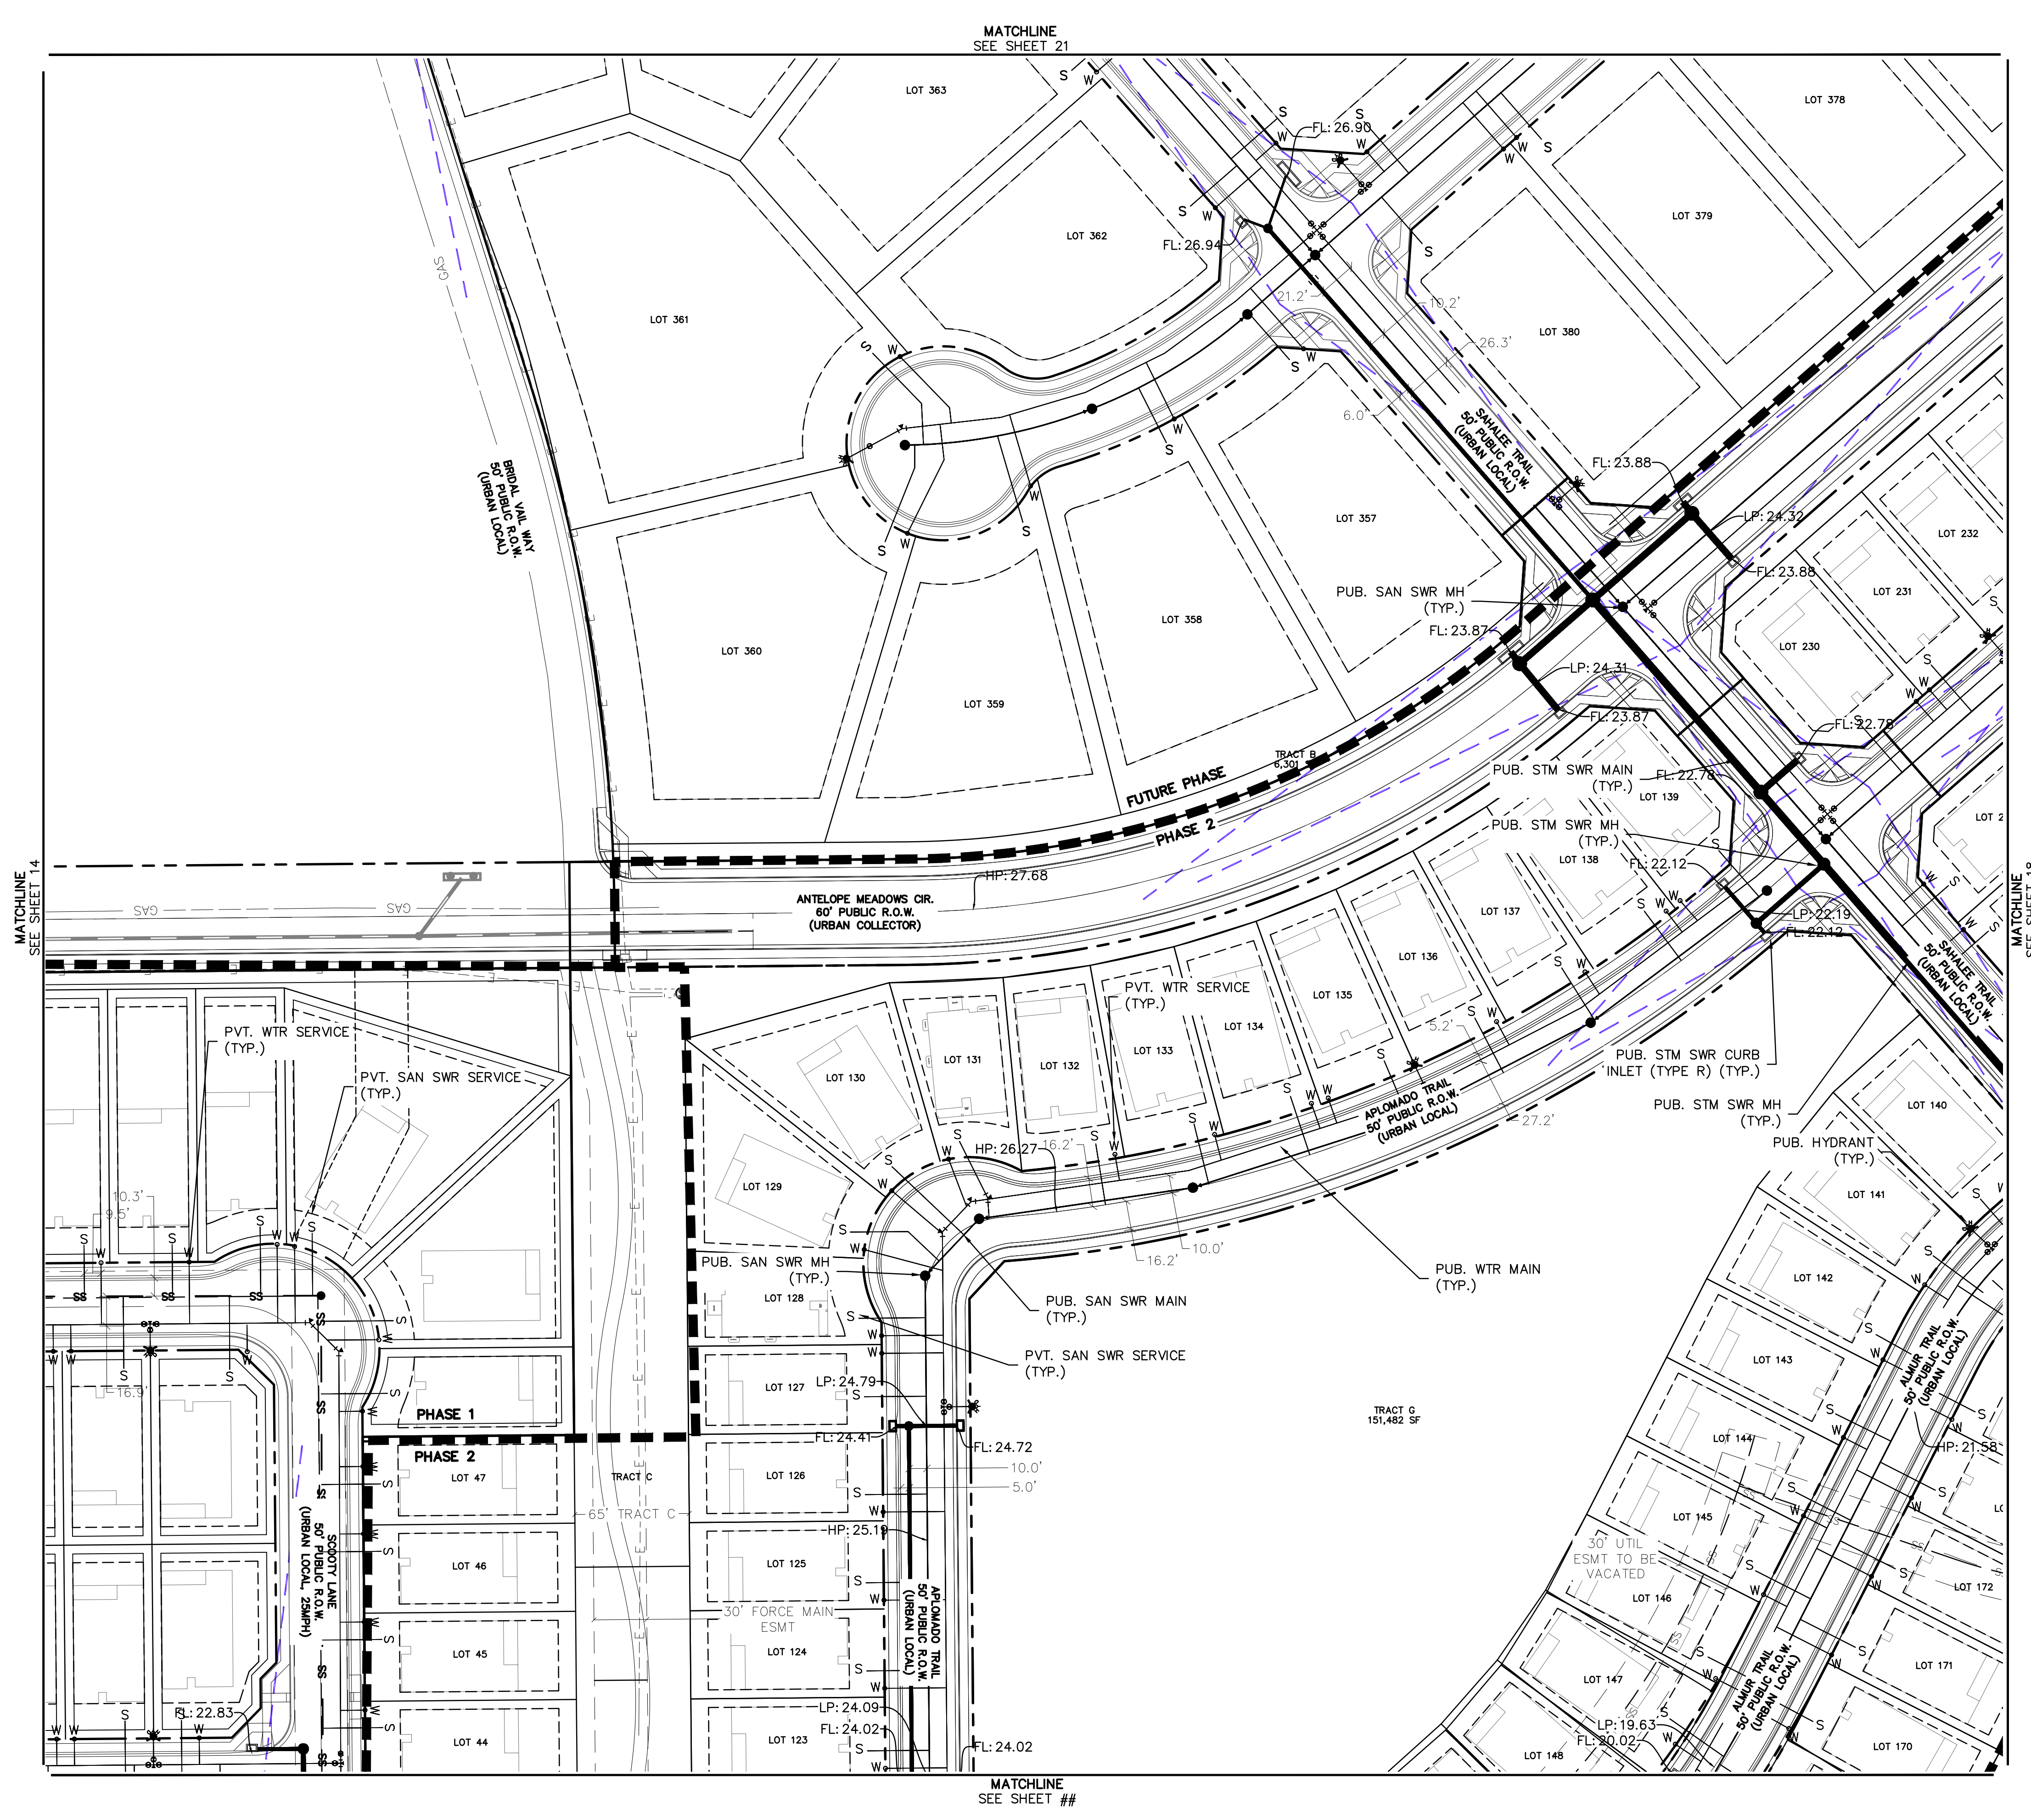 MATCHLINE
SEE SHEET 21
LOT 363
LOT 378
FL: 26.90
LOT 362
LOT 379
FL: 26.94
GAS
21.2'
10.2'
LOT 361
LOT 380
26.3'
6.0'
SAHALEE TRAIL
50' PUBLIC R.O.W.
(URBAN LOCAL)
BRIDAL VAIL WAY
50' PUBLIC R.O.W.
(URBAN LOCAL)
FL: 23.88
LOT 357
LP: 24.32
LOT 232
FL: 23.88
PUB. SAN SWR MH
(TYP.)
LOT 231
LOT 358
FL: 23.87
LOT 230
LOT 360
LP: 24.31
LOT 359
FL: 23.87
FL: 22.78
TRACT B
6,301
FUTURE PHASE
PHASE 2
PUB. STM SWR MAIN
(TYP.)
FL: 22.78
LOT 139
PUB. STM SWR MH
(TYP.)
LOT 138
FL: 22.12
HP: 27.68
MATCHLINE
SEE SHEET 14
ANTELOPE MEADOWS CIR.
60' PUBLIC R.O.W.
(URBAN COLLECTOR)
GAS
GAS
LOT 137
LP: 22.19
FL: 22.12
MATCHLINE
LOT 136
SAHALEE TRAIL
50' PUBLIC R.O.W.
(URBAN LOCAL)
PVT. WTR SERVICE
(TYP.)
LOT 135
LOT 134
5.2'
PVT. WTR SERVICE
(TYP.)
LOT 133
LOT 131
LOT 132
LOT 130
PUB. STM SWR CURB
INLET (TYPE R) (TYP.)
PVT. SAN SWR SERVICE
(TYP.)
APLOMADO TRAIL
50' PUBLIC R.O.W.
(URBAN LOCAL)
27.2'
PUB. STM SWR MH
(TYP.)
LOT 140
HP: 26.27
16.2'
PUB. HYDRANT
(TYP.)
LOT 129
10.3'
9.5'
LOT 141
10.0'
16.2'
PUB. SAN SWR MH
(TYP.)
PUB. WTR MAIN
(TYP.)
LOT 142
LOT 128
PUB. SAN SWR MAIN
(TYP.)
SS
SS
PVT. SAN SWR SERVICE
(TYP.)
LOT 143
ALMUR TRAIL
50' PUBLIC R.O.W.
(URBAN LOCAL)
16.9'
LP: 24.79
LOT 127
PHASE 1
TRACT G
151,482 SF
FL: 24.41
FL: 24.72
LOT 144
HP: 21.58
PHASE 2
LOT 47
TRACT C
LOT 126
10.0'
5.0'
65' TRACT C
HP: 25.19
LOT 145
30' UTIL
ESMT TO BE
VACATED
SCOOTY LANE
50' PUBLIC R.O.W.
(URBAN LOCAL, 25MPH)
LOT 46
LOT 125
LOT 172
LOT 146
30' FORCE MAIN
ESMT
APLOMADO TRAIL
50' PUBLIC R.O.W.
(URBAN LOCAL)
LOT 45
LOT 124
LOT 171
LOT 147
ALMUR TRAIL
50' PUBLIC R.O.W.
(URBAN LOCAL)
FL: 22.83
LP: 24.09
FL: 24.02
LP: 19.63
FL: 20.02
LOT 44
LOT 123
FL: 24.02
LOT 148
LOT 170
MATCHLINE
SEE SHEET ##